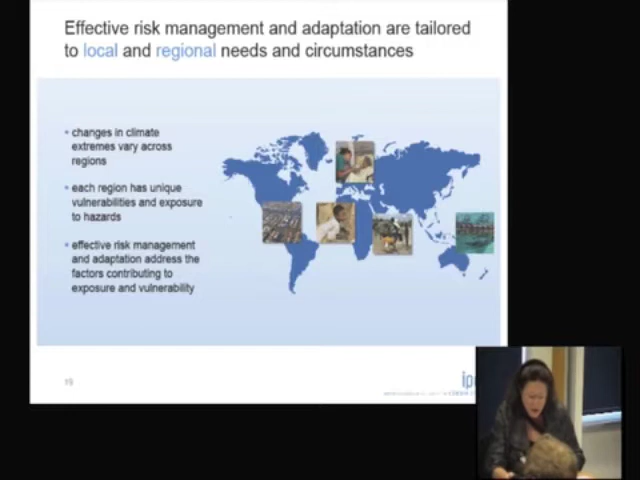 Effective risk management and adaptation are tailored
to local and regional needs and circumstances
• changes in climate
extremes vary across
regions
• each region has unique
vulnerabilities and exposure
to hazards
• effective risk management
and adaptation address the
factors contributing to
exposure and vulnerability